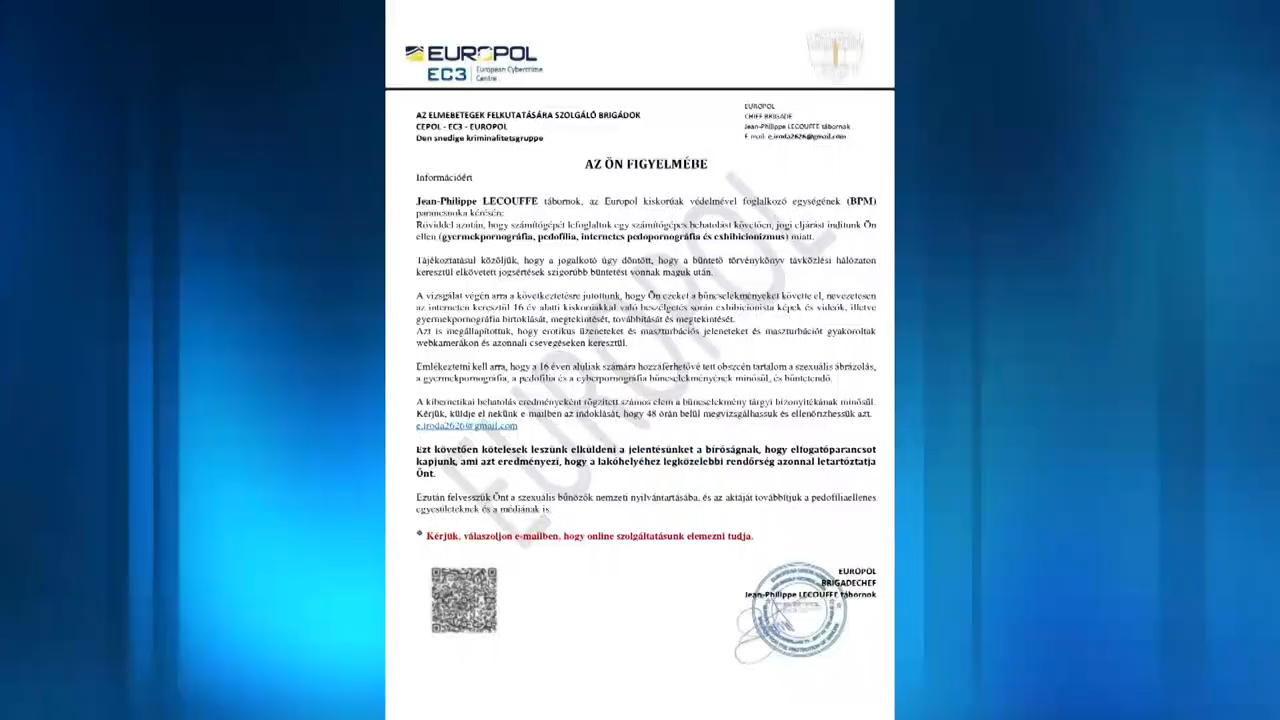 EUROPOL
EC3 European Cybercrime
Centre
AZ ELMEBETEGEK FELKUTATÁSÁRA SZOLGÁLÓ BRIGÁDOK
CEPOL - EC3 - EUROPOL
Den snedige kriminalitetsgruppe
EUROPOL
CHIEF BRIGADE
Jean-Philippe LECOUFFE tábornak
E-mail: e.iroda2626@gmail.com
AZ ÖN FIGYELMÉBE
Információért
Jean-Philippe LECOUFFE tábornok, az Europol kiskorúak védelmével foglalkozó egységének (BPM)
parancsnoka kérésére:
Röviddel azután, hogy számítógépét lefoglaltuk egy számítógépes behatolást követően, jogi eljárást indítunk Ön
ellen (gyermekpornográfia, pedofília, internetes pedopornográfia és exhibicionizmus) miatt.
Tájékoztatásul közöljük, hogy a jogalkotó úgy döntött, hogy a büntető törvénykönyv távközlési hálózaton
keresztül elkövetett jogsértések szigorúbb büntetést vonnak maguk után.
A vizsgálat végén arra a következtetésre jutottunk, hogy Ön ezeket a bűncselekményeket követte el, nevezetesen
az interneten keresztül 16 év alatti kiskorúakkal való beszélgetés során exhibicionista képek és videók, illetve
gyermekpornográfia birtoklását, megtekintését, továbbítását és megtekintését.
Azt is megállapítottuk, hogy erotikus üzeneteket és maszturbációs jeleneteket és maszturbációt gyakoroltak
webkamerákon és azonnali csevegéseken keresztül.
Emlékeztetni kell arra, hogy a 16 éven aluliak számára hozzáférhetővé tett obszcén tartalom a szexuális ábrázolás,
a gyermekpornográfia, a pedofília és a cyberpornográfia bűncselekményének minősül, és büntetendő.
A kibernetikai behatolás eredményeként rögzített számos elem a bűncselekmény tárgyi bizonyítékának minősül.
Kérjük, küldje el nekünk e-mailben az indoklását, hogy 48 órán belül megvizsgálhassuk és ellenőrizhessük azt.
e.iroda2626@gmail.com
Ezt követően kötelesek leszünk elküldeni a jelentésünket a bíróságnak, hogy elfogatóparancsot
kapjunk, ami azt eredményezi, hogy a lakóhelyéhez legközelebbi rendőrség azonnal letartóztatja
Önt.
Ezután felvesszük Önt a szexuális bűnözők nemzeti nyilvántartásába, és az aktáját továbbítjuk a pedofíliaellenes
egyesületeknek és a médiának is.
❖ Kérjük, válaszoljon e-mailben, hogy online szolgáltatásunk elemezni tudja.
EUROPOL
BRIGADECHEF
Jean-Philippe LECOUFFE tábornok
EUROPOL